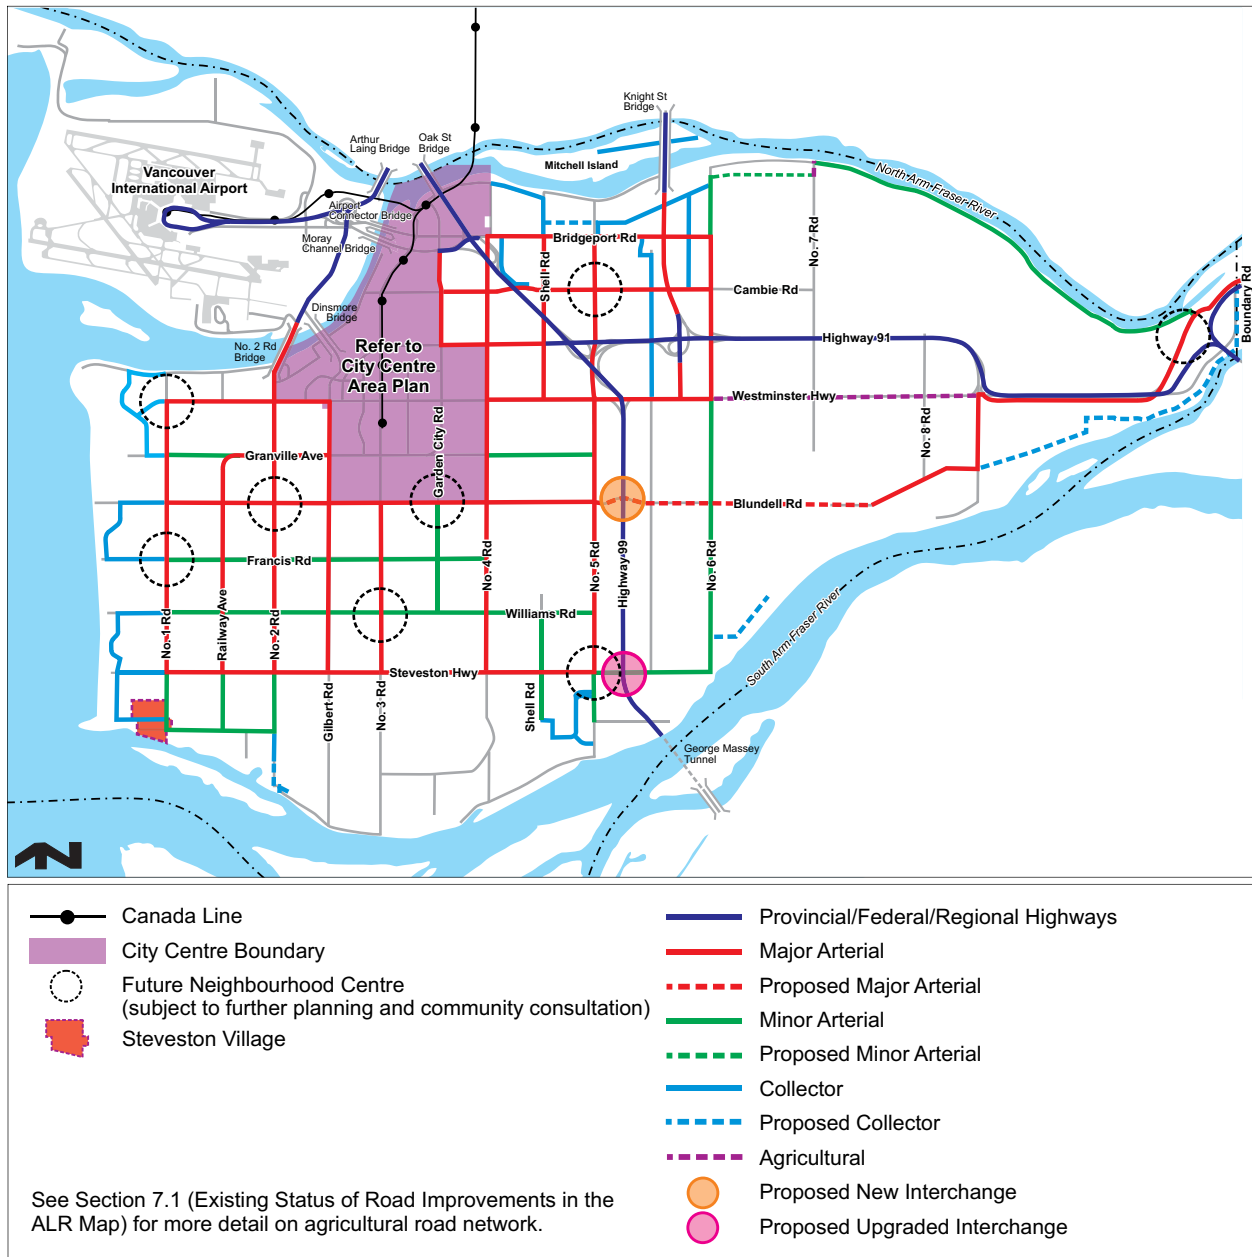 Knight St
Bridge
Arthur
Laing Bridge
Oak St
Bridge
Mitchell Island
Vancouver
International Airport
North Arm Fraser River
Airport
Connector Bridge
Moray
Channel Bridge
Bridgeport Rd
No. 7 Rd
Shell Rd
Cambie Rd
Boundary Rd
Dinsmore
Bridge
No. 2 Rd
Bridge
Refer to
City Centre
Area Plan
Highway 91
Westminster Hwy
Garden City Rd
No. 8 Rd
Granville Ave
Blundell Rd
Francis Rd
No. 4 Rd
No. 5 Rd
Highway 99
No. 6 Rd
Williams Rd
No. 1 Rd
Railway Ave
No. 2 Rd
South Arm Fraser River
Steveston Hwy
Gilbert Rd
No. 3 Rd
Shell Rd
George Massey
Tunnel
N
Canada Line
City Centre Boundary
Future Neighbourhood Centre
(subject to further planning and community consultation)
Steveston Village
See Section 7.1 (Existing Status of Road Improvements in the
ALR Map) for more detail on agricultural road network.
Provincial/Federal/Regional Highways
Major Arterial
Proposed Major Arterial
Minor Arterial
Proposed Minor Arterial
Collector
Proposed Collector
Agricultural
Proposed New Interchange
Proposed Upgraded Interchange